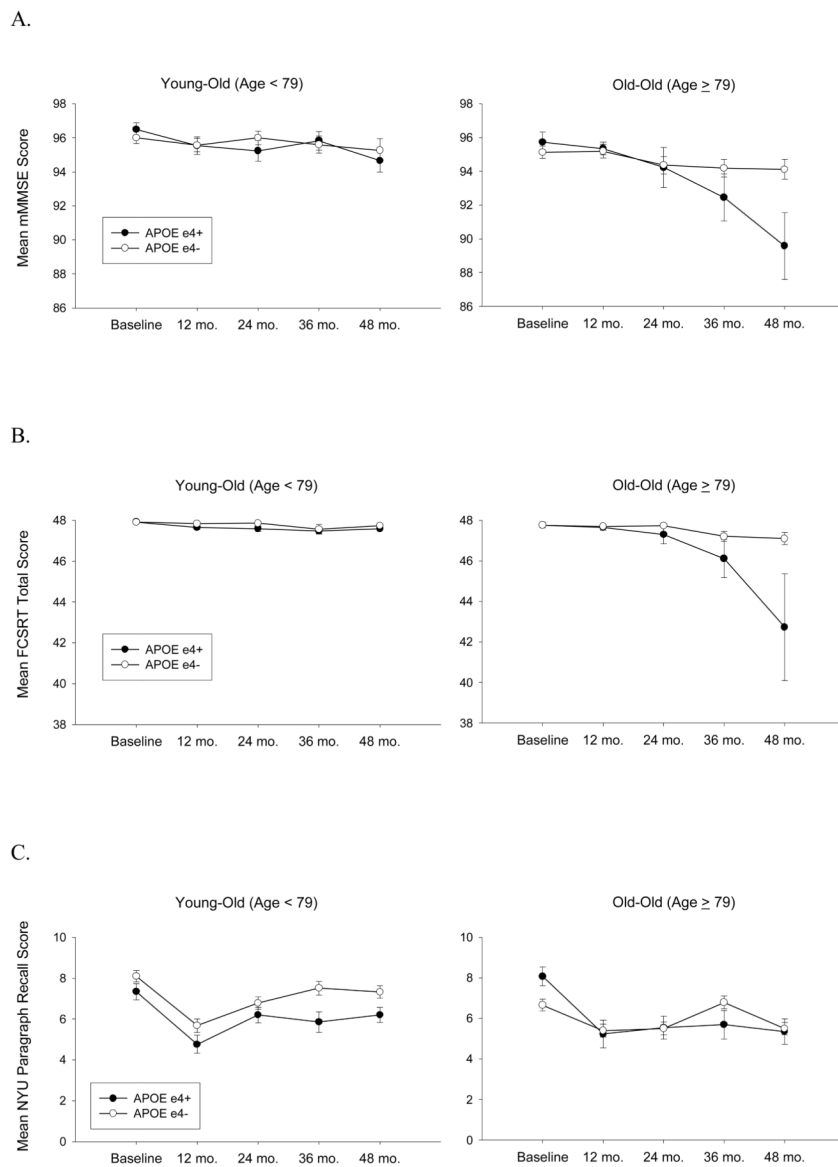 A.
Young-Old (Age < 79)
Mean mMMSE Score
98
96
94
92
90
88
86
APOE e4+
APOE e4-
Baseline 12 mo. 24 mo. 36 mo. 48 mo.
Old-Old (Age ≥ 79)
98
96
94
92
90
88
86
Baseline 12 mo. 24 mo. 36 mo. 48 mo.
B.
Young-Old (Age < 79)
Mean FCSRT Total Score
48
46
44
42
40
38
APOE e4+
APOE e4-
Baseline 12 mo. 24 mo. 36 mo. 48 mo.
Old-Old (Age ≥ 79)
48
46
44
42
40
38
Baseline 12 mo. 24 mo. 36 mo. 48 mo.
C.
Young-Old (Age < 79)
Mean NYU Paragraph Recall Score
10
8
6
4
2
0
APOE e4+
APOE e4-
Baseline 12 mo. 24 mo. 36 mo. 48 mo.
Old-Old (Age ≥ 79)
10
8
6
4
2
0
Baseline 12 mo. 24 mo. 36 mo. 48 mo.